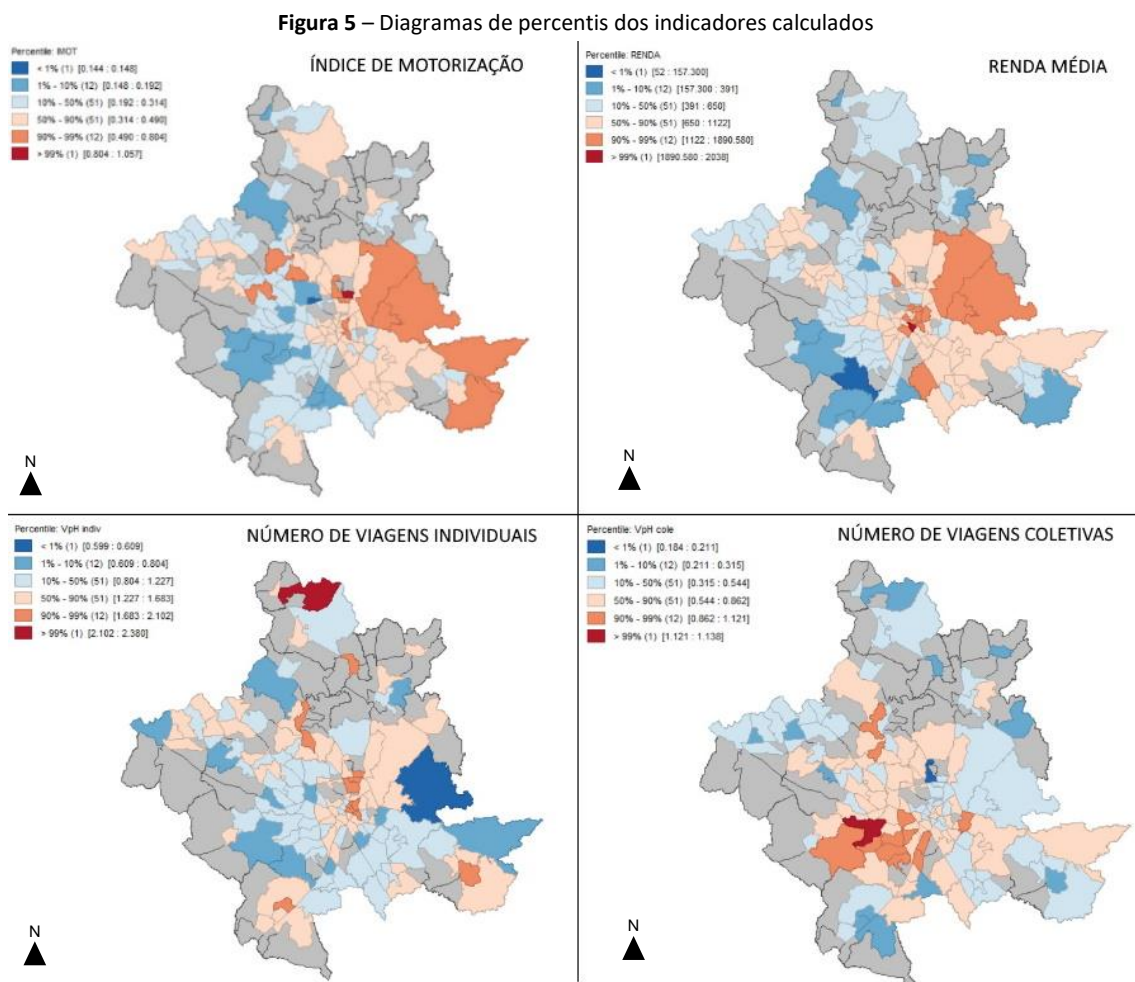 Figura 5 – Diagramas de percentis dos indicadores calculados
Percentile: IMOT
< 1% (1) [0.144 : 0.148]
1% - 10% (12) [0.148 : 0.192]
10% - 50% (51) [0.192 : 0.314]
50% - 90% (51) [0.314 : 0.490]
90% - 99% (12) [0.490 : 0.804]
> 99% (1) [0.804 : 1.057]
ÍNDICE DE MOTORIZAÇÃO
N
Percentile: RENDA
< 1% (1) [52 : 157.300]
1% - 10% (12) [157.300 : 391]
10% - 50% (51) [391 : 650]
50% - 90% (51) [650 : 1122]
90% - 99% (12) [1122 : 1890.580]
> 99% (1) [1890.580 : 2038]
RENDA MÉDIA
N
Percentile: VpH indiv
< 1% (1) [0.599 : 0.609]
1% - 10% (12) [0.609 : 0.804]
10% - 50% (51) [0.804 : 1.227]
50% - 90% (51) [1.227 : 1.683]
90% - 99% (12) [1.683 : 2.102]
> 99% (1) [2.102 : 2.380]
NÚMERO DE VIAGENS INDIVIDUAIS
N
Percentile: VpH cole
< 1% (1) [0.184 : 0.211]
1% - 10% (12) [0.211 : 0.315]
10% - 50% (51) [0.315 : 0.544]
50% - 90% (51) [0.544 : 0.862]
90% - 99% (12) [0.862 : 1.121]
> 99% (1) [1.121 : 1.138]
NÚMERO DE VIAGENS COLETIVAS
N